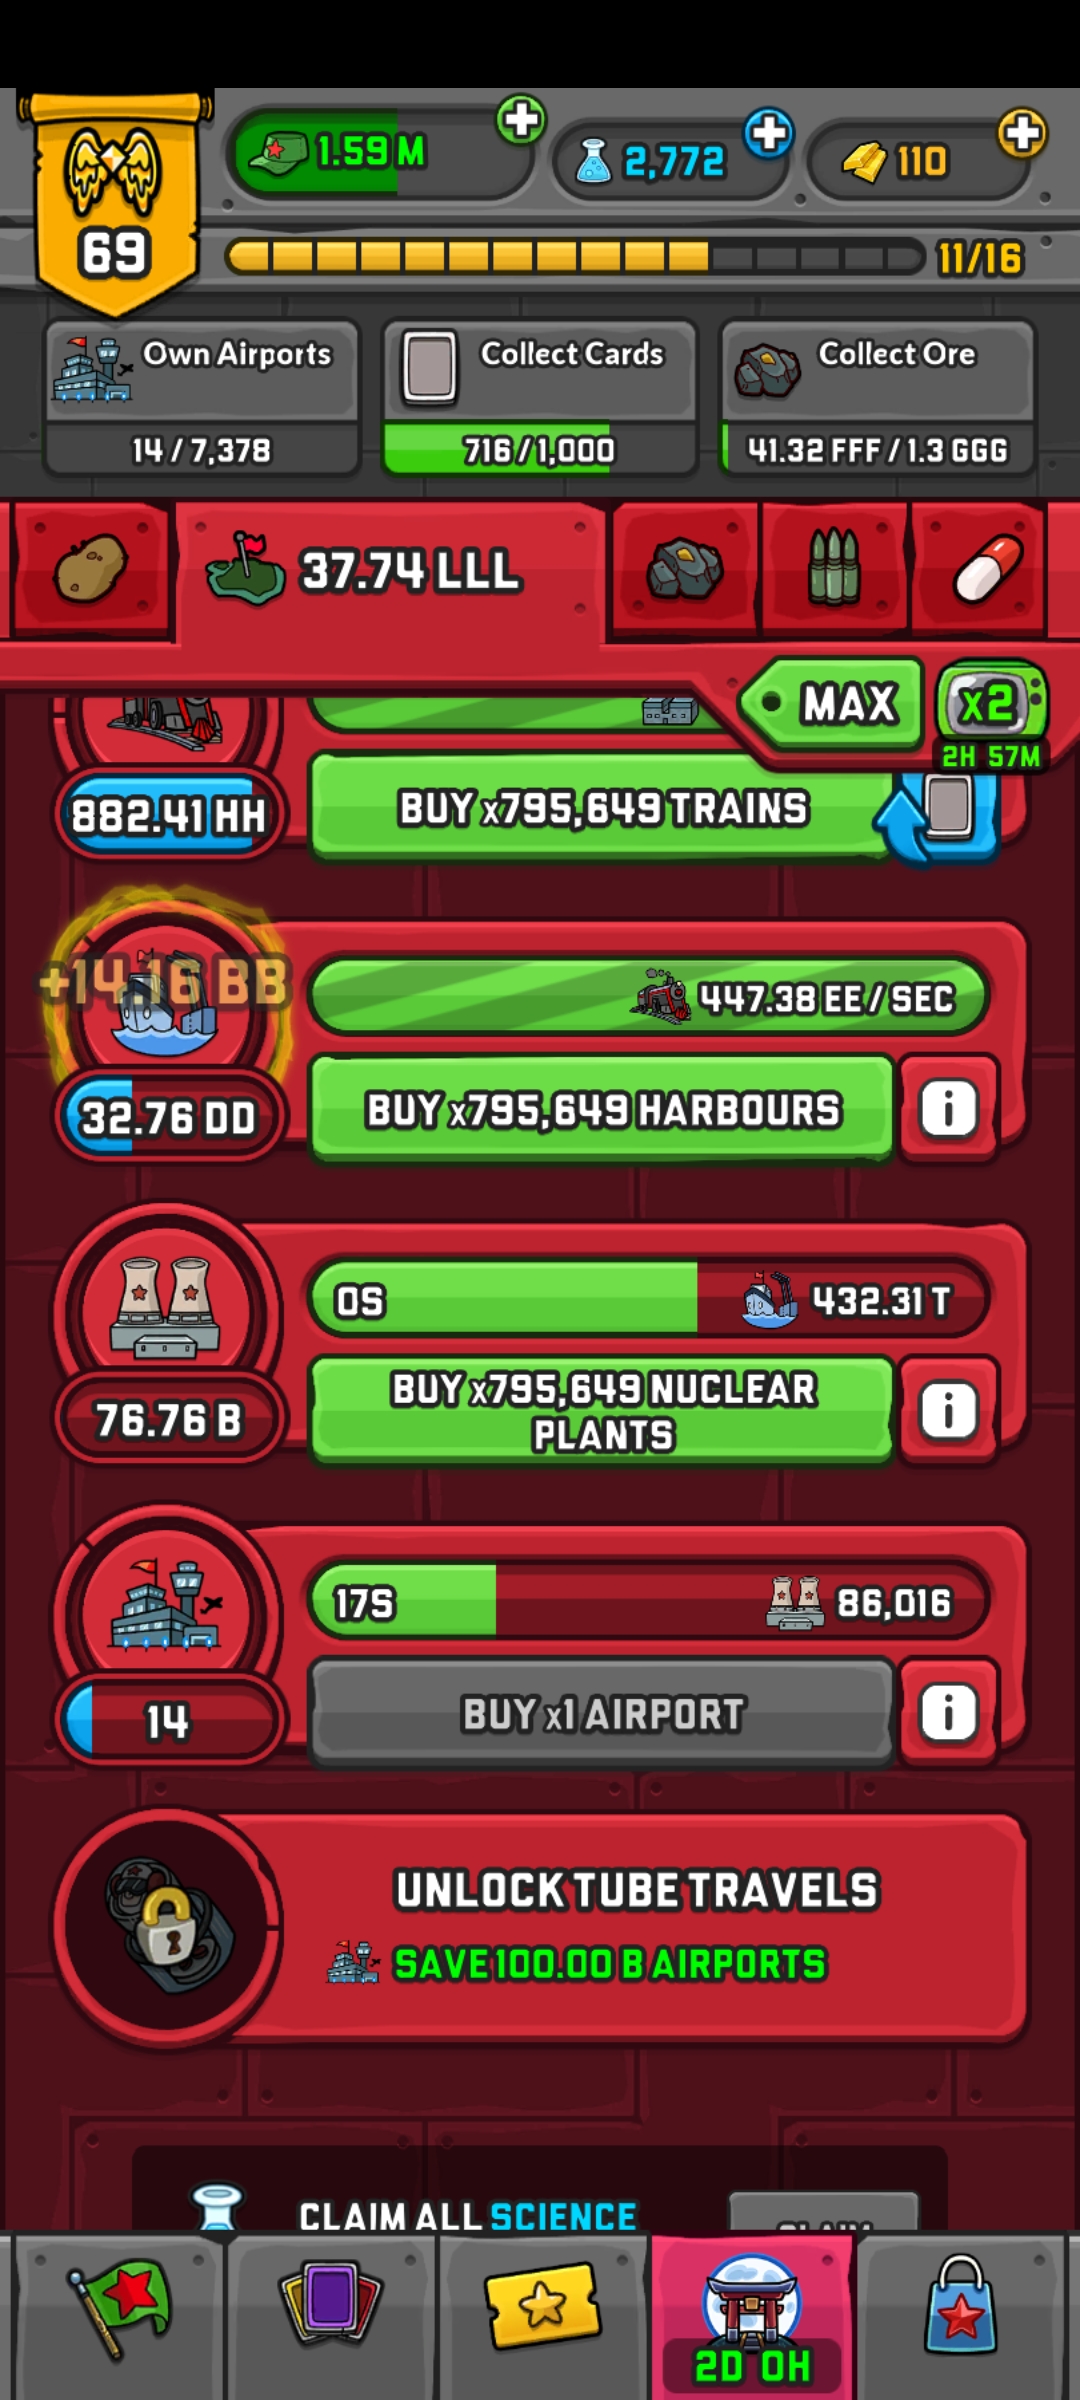 69
1.59 M
2,772
110
11/16
Own Airports
14 / 7,378
Collect Cards
716 / 1,000
Collect Ore
41.32 FFF / 1.3 GGG
37.74 LLL
MAX
x2
2H 57M
882.41 HH
BUY x795,649 TRAINS
+14.16 BB
447.38 EE / SEC
32.76 DD
BUY x795,649 HARBOURS
i
0S
432.31 T
76.76 B
BUY x795,649 NUCLEAR
PLANTS
i
17S
86,016
14
BUY x1 AIRPORT
i
UNLOCK TUBE TRAVELS
SAVE 100.00 B AIRPORTS
CLAIM ALL SCIENCE
CLAIM
2D 0H